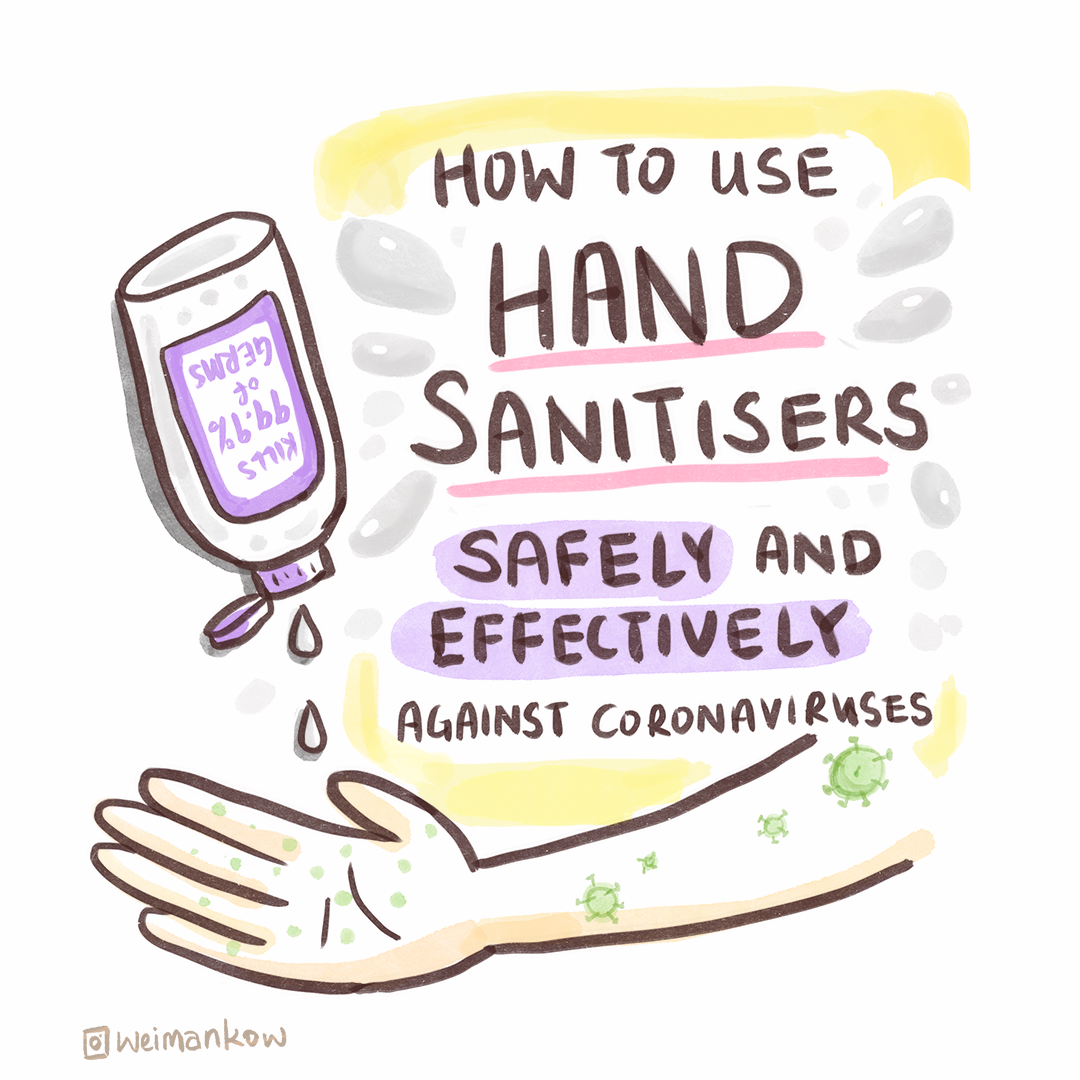 HOW TO USE
HAND
SANITISERS
SAFELY AND
EFFECTIVELY
AGAINST CORONAVIRUSES
KILLS
99.9%
OF
GERMS
@weimankow